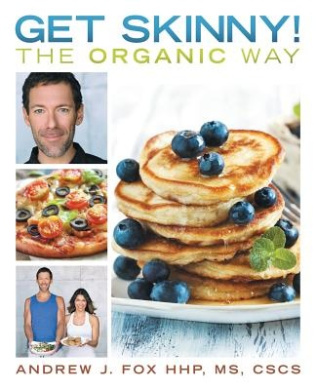 GET SKINNY!
THE ORGANIC WAY
ANDREW J. FOX HHP, MS, CSCS